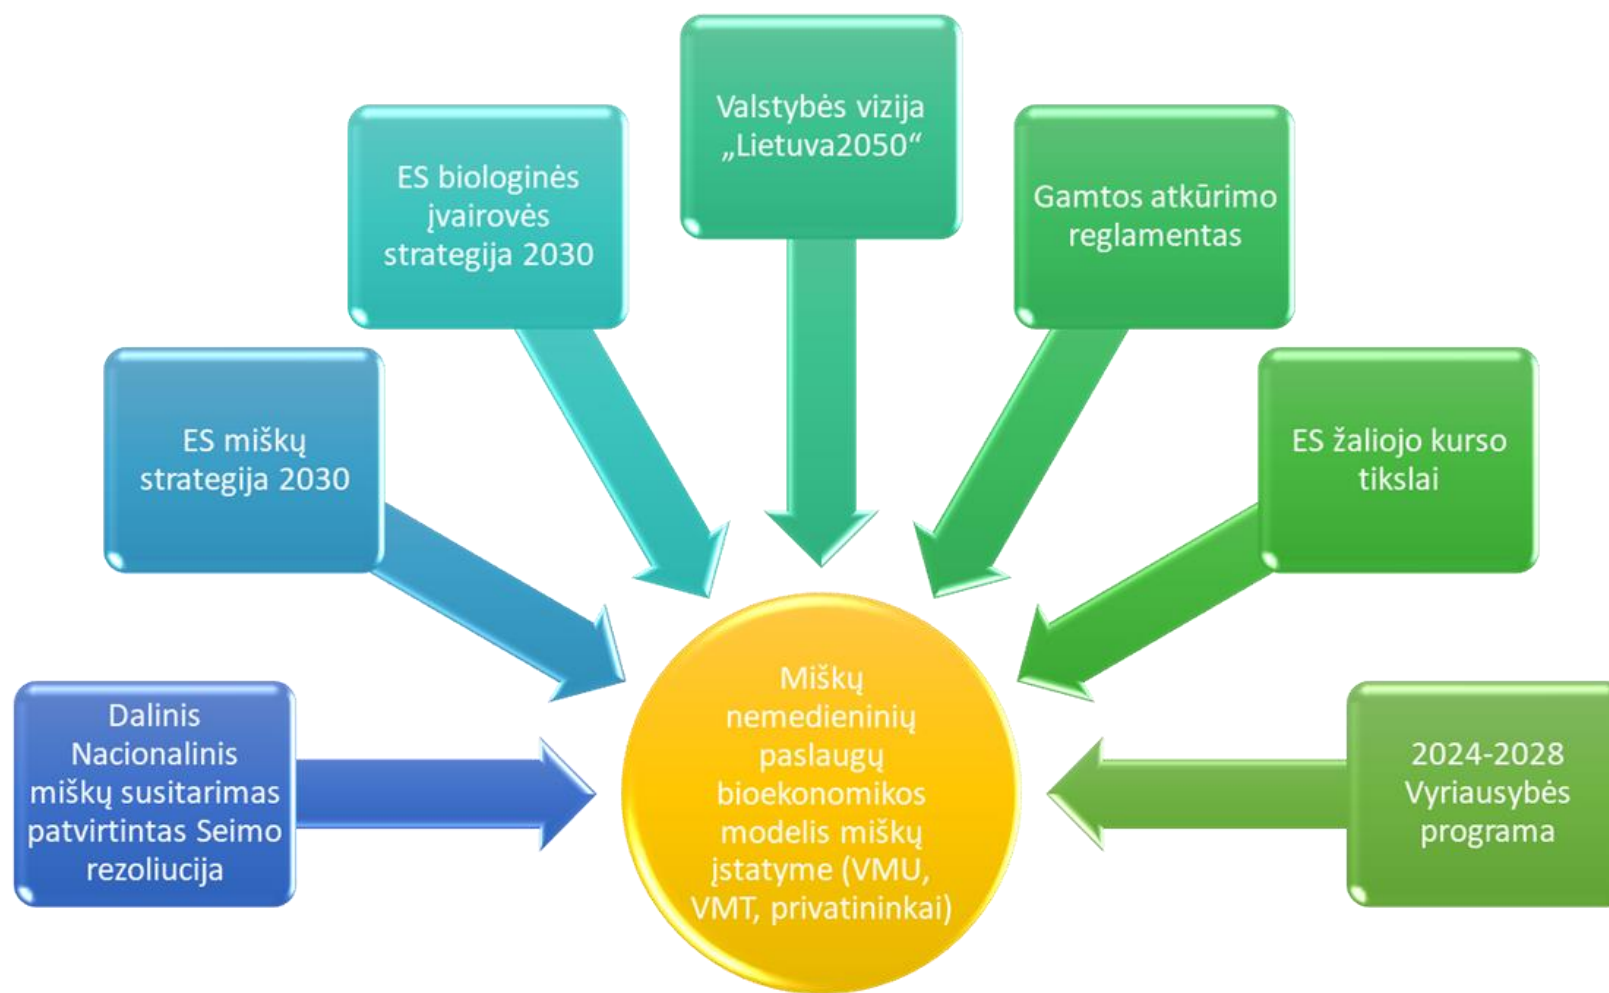 Valstybės vizija
„Lietuva2050“
ES biologinės
įvairovės
strategija 2030
Gamtos atkūrimo
reglamentas
ES miškų
strategija 2030
ES žaliojo kurso
tikslai
Dalinis
Nacionalinis
miškų susitarimas
patvirtintas Seimo
rezoliucija
Miškų
nemedieninių
paslaugų
bioekonomikos
modelis miškų
įstatyme (VMU,
VMT, privatininkai)
2024-2028
Vyriausybės
programa